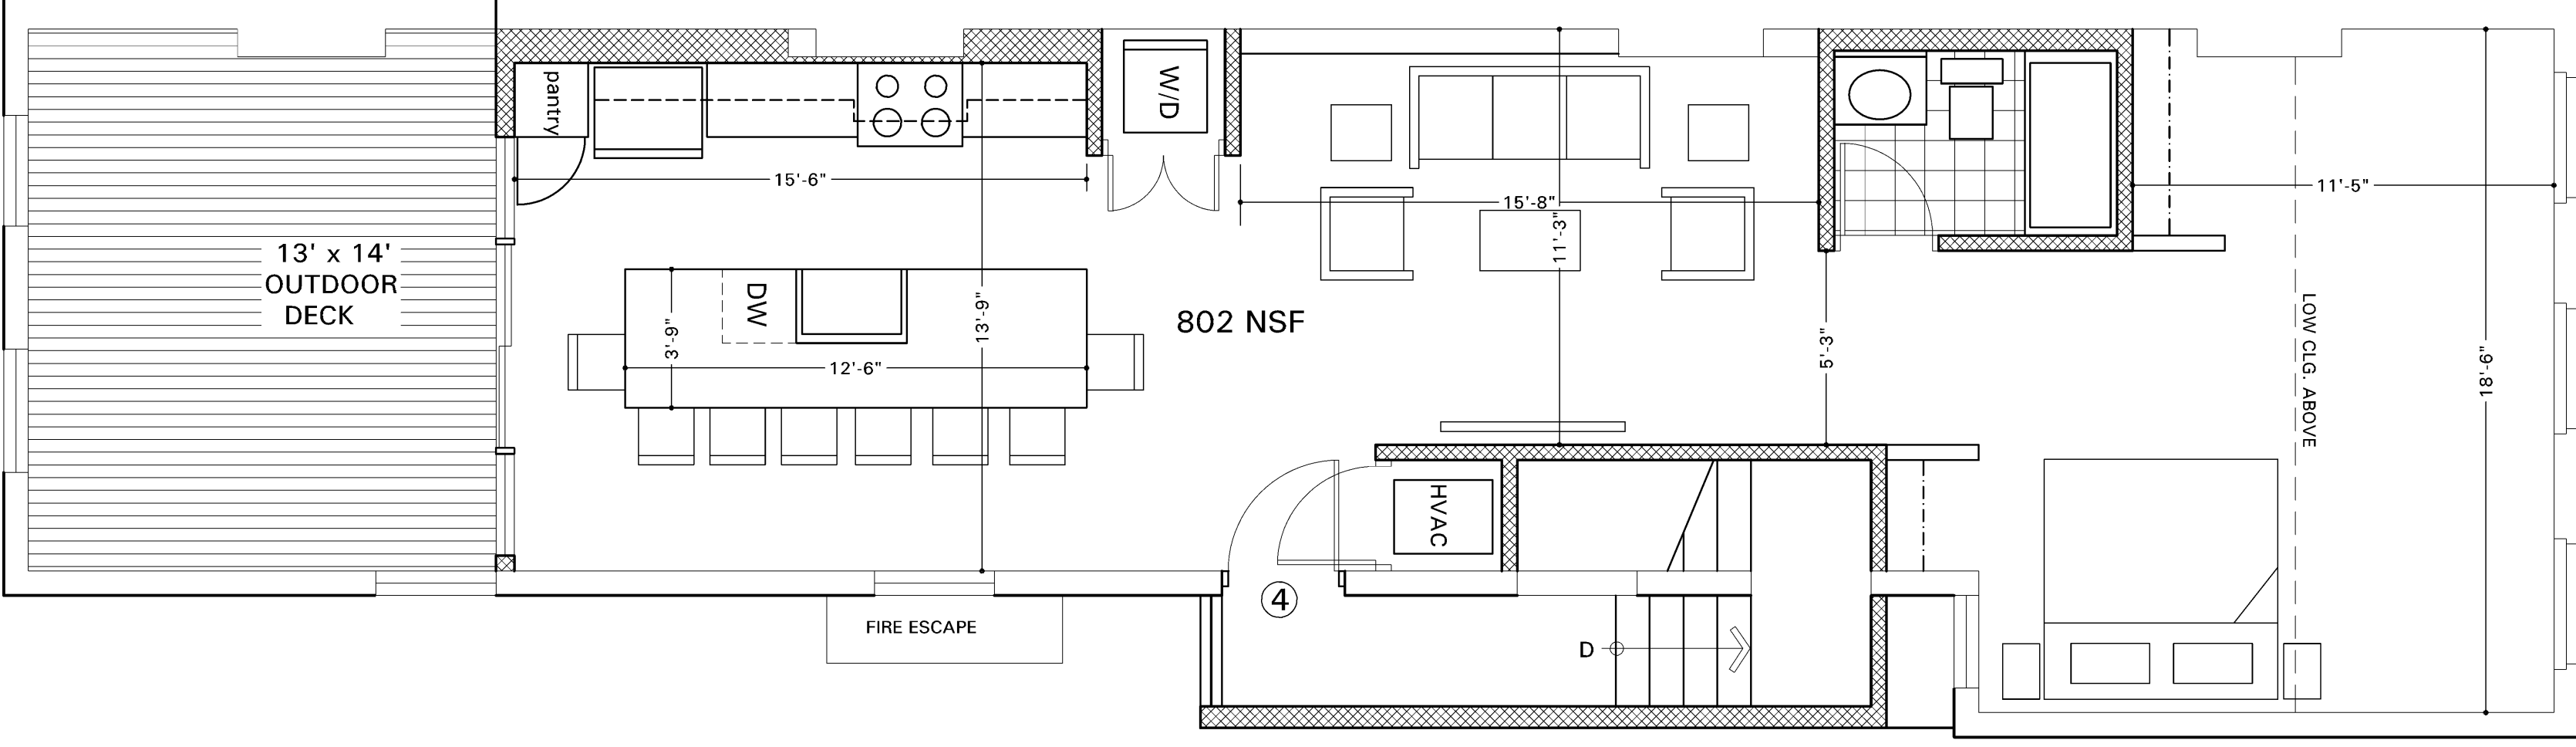 pantry
W/D
15'-6"
13' x 14'
OUTDOOR
DECK
DW
3'-9"
12'-6"
13'-9"
802 NSF
15'-8"
11'-3"
5'-3"
11'-5"
LOW CLG. ABOVE
18'-6"
HVAC
4
FIRE ESCAPE
D